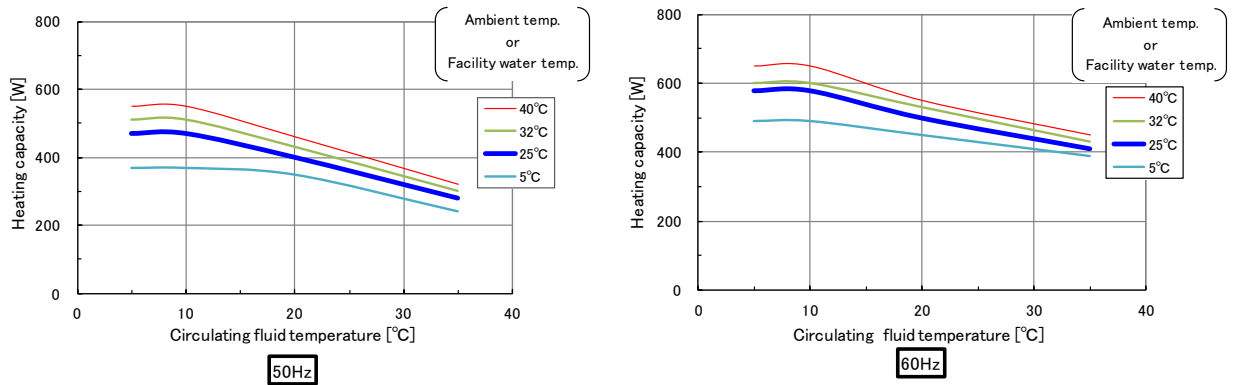 800
600
400
200
0
Heating capacity [W]
0 10 20 30 40
Circulating fluid temperature [℃]
Ambient temp.
or
Facility water temp.
40℃
32℃
25℃
5℃
50Hz
800
600
400
200
0
Heating capacity [W]
0 10 20 30 40
Circulating fluid temperature [℃]
Ambient temp.
or
Facility water temp.
40℃
32℃
25℃
5℃
60Hz